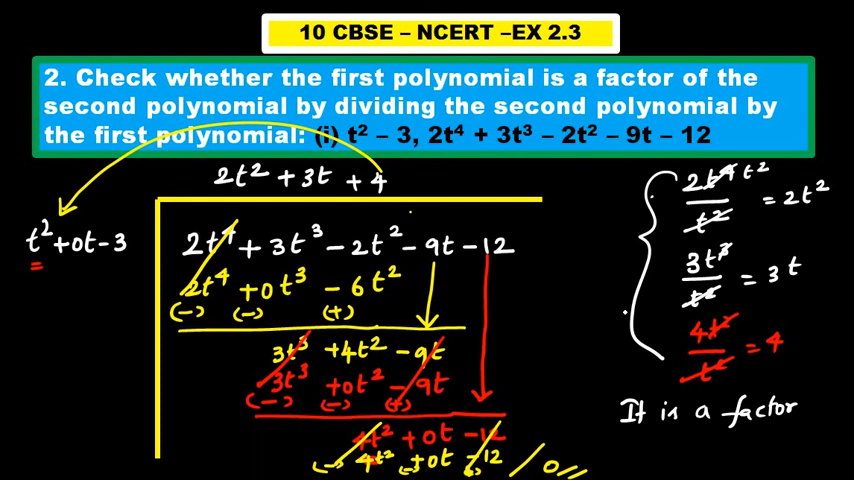 10 CBSE – NCERT –EX 2.3
2. Check whether the first polynomial is a factor of the
second polynomial by dividing the second polynomial by
the first polynomial: (i) t² – 3, 2t⁴ + 3t³ – 2t² – 9t – 12
2t² + 3t + 4
t² + 0t - 3
2t⁴ + 3t³ - 2t² - 9t - 12
2t⁴ + 0t³ - 6t²
(-) (-) (+)
3t³ + 4t² - 9t
3t³ + 0t² - 9t
(-) (-) (+)
4t² + 0t - 12
4t² + 0t - 12
0
2t⁴/t² t² = 2t²
3t³/t² = 3t
4t²/t² = 4
It is a factor